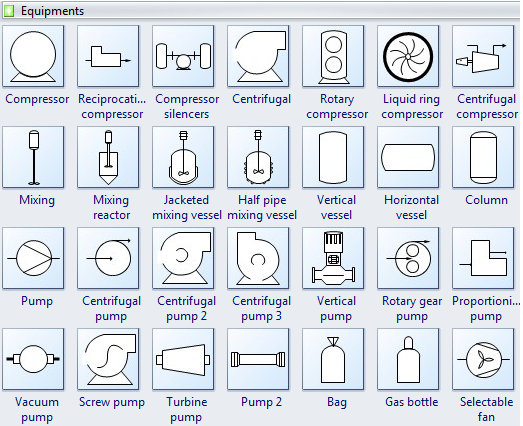 Equipments
Compressor
Reciprocati...
compressor
Compressor
silencers
Centrifugal
Rotary
compressor
Liquid ring
compressor
Centrifugal
compressor
Mixing
Mixing
reactor
Jacketed
mixing vessel
Half pipe
mixing vessel
Vertical
vessel
Horizontal
vessel
Column
Pump
Centrifugal
pump
Centrifugal
pump 2
Centrifugal
pump 3
Vertical
pump
Rotary gear
pump
Proportioni...
pump
Vacuum
pump
Screw pump
Turbine
pump
Pump 2
Bag
Gas bottle
Selectable
fan